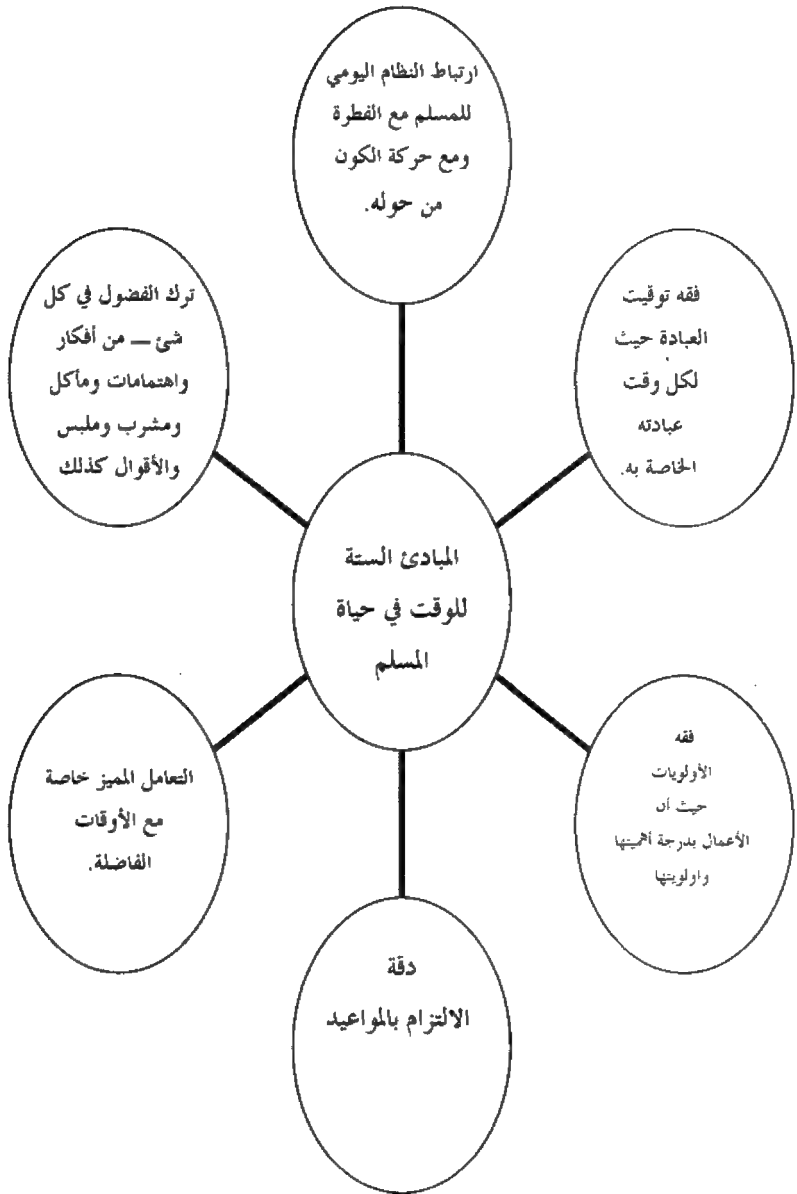 ارتباط النظام اليومي
للمسلم مع الفطرة
ومع حركة الكون
من حوله.
فقه توقيت
العبادة حيث
لكل وقت
عبادته
الخاصة به.
ترك الفضول في كل
شئ — من أفكار
واهتمامات ومأكل
ومشرب وملبس
والأقوال كذلك
المبادئ الستة
للوقت في حياة
المسلم
فقه
الأولويات
حيث أن
الأعمال بدرجة أهميتها
واولويتها
التعامل المميز خاصة
مع الأوقات
الفاضلة.
دقة
الالتزام بالمواعيد